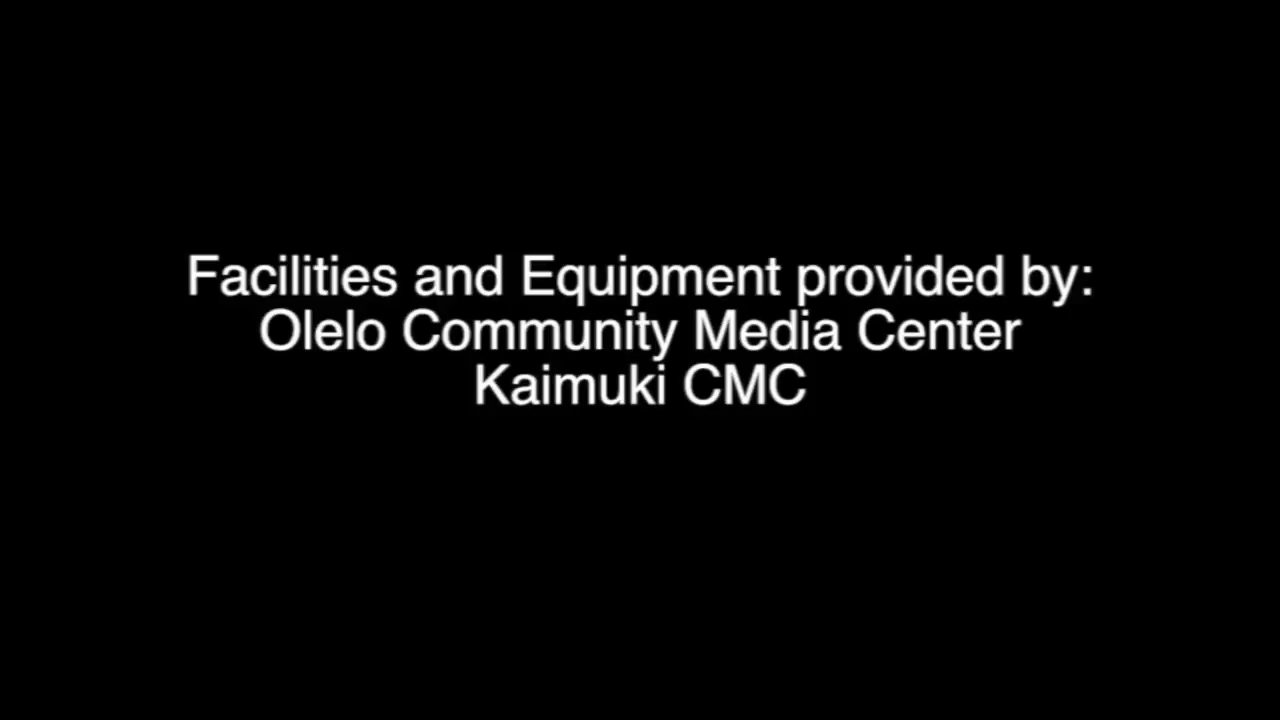 Facilities and Equipment provided by:
Olelo Community Media Center
Kaimuki CMC